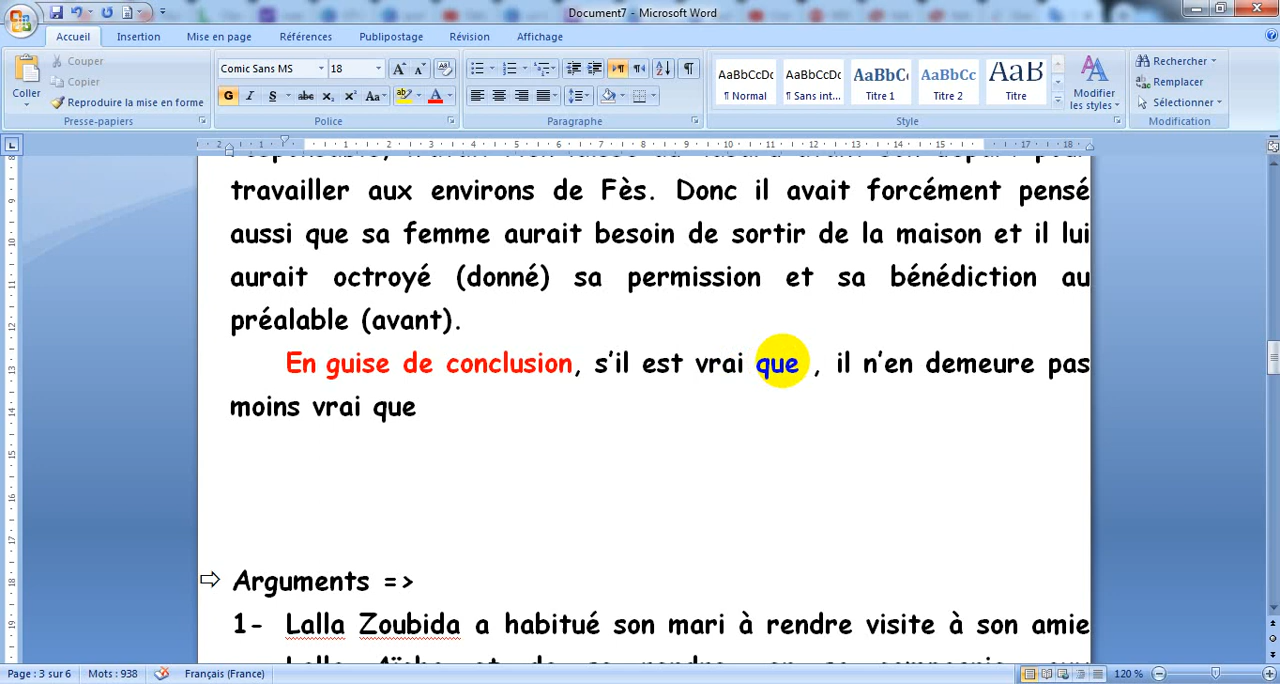 Document7 - Microsoft Word
Accueil Insertion Mise en page Références Publipostage Révision Affichage
Coller
Couper
Copier
Reproduire la mise en forme
Presse-papiers
Comic Sans MS 18
G I S abc x₂ x² Aa
Police
Paragraphe
AaBbCcDc AaBbCcDc AaBbC AaBbCc AaB
¶ Normal ¶ Sans int... Titre 1 Titre 2 Titre
Modifier
les styles
Style
Rechercher
Remplacer
Sélectionner
Modification
travailler aux environs de Fès. Donc il avait forcément pensé
aussi que sa femme aurait besoin de sortir de la maison et il lui
aurait octroyé (donné) sa permission et sa bénédiction au
préalable (avant).
En guise de conclusion, s’il est vrai que , il n’en demeure pas
moins vrai que
⇨ Arguments =>
1- Lalla Zoubida a habitué son mari à rendre visite à son amie
Page : 3 sur 6 Mots : 938 Français (France) 120 %